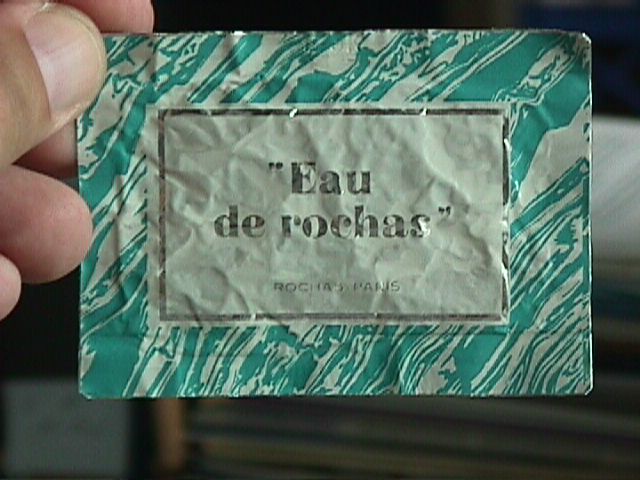 "Eau
de rochas"
ROCHAS PARIS